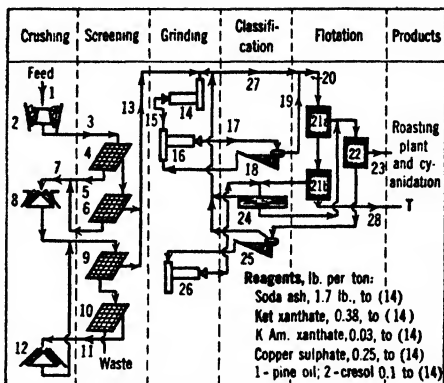 Crushing
Screening
Grinding
Classifi-
cation
Flotation
Products
Feed
1
2
3
4
5
6
7
8
9
10
11
12
13
14
15
16
17
18
19
20
21a
21b
22
23
24
25
26
27
28
T
Waste
Roasting
plant
and cy-
anidation
Reagents, lb. per ton:
Soda ash, 1.7 lb., to (14)
Ket xanthate, 0.38, to (14)
K Am. xanthate, 0.03, to (14)
Copper sulphate, 0.25, to (14)
1-pine oil; 2-cresol 0.1 to (14)